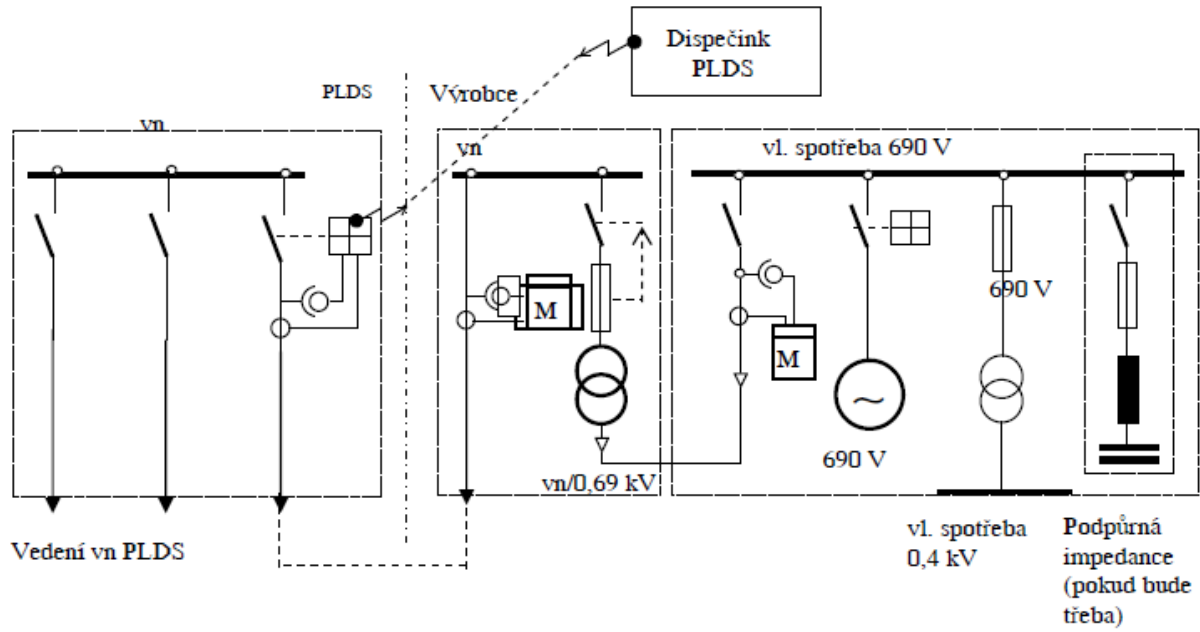 Dispečink
PLDS
PLDS
Výrobce
vn
vn
vl. spotřeba 690 V
690 V
M
M
~
690 V
vn/0,69 kV
Vedení vn PLDS
vl. spotřeba
0,4 kV
Podpůrná
impedance
(pokud bude
třeba)